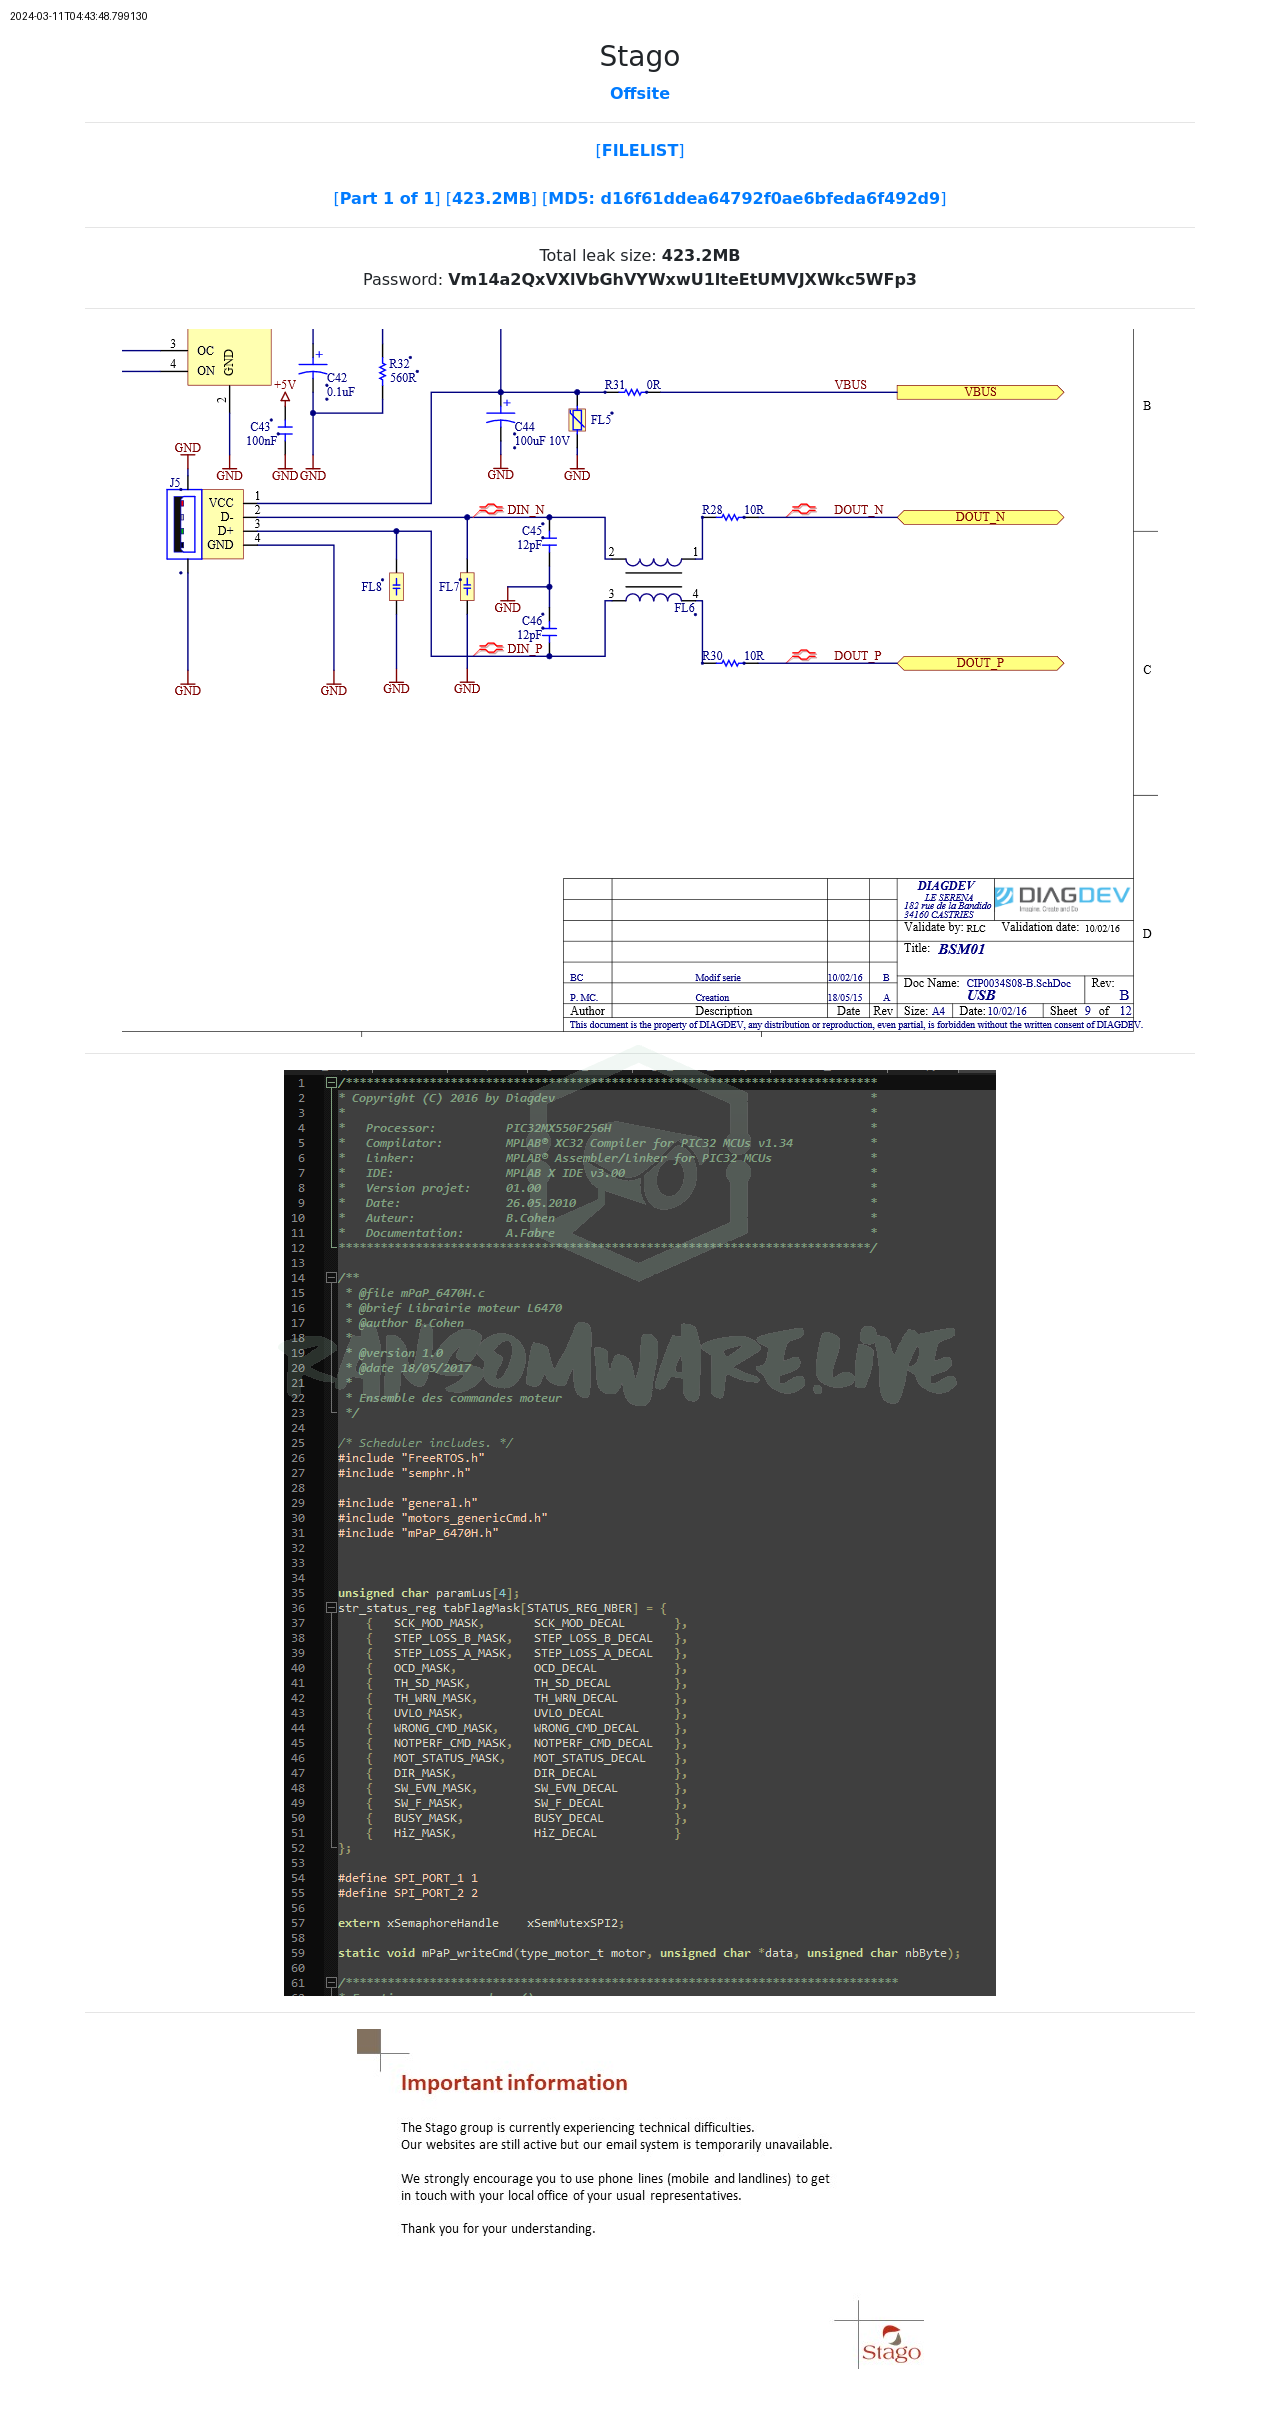 2024-03-11T04:43:48.799130
Stago
Offsite
[FILELIST]
[Part 1 of 1] [423.2MB] [MD5: d16f61ddea64792f0ae6bfeda6f492d9]
Total leak size: 423.2MB
Password: Vm14a2QxVXlVbGhVYWxwU1lteEtUMVJXWkc5WFp3
3 OC
4 ON
GND
2
+5V
C42
0.1uF
R32
560R
C43
100nF
GND
GND
GND
GND
C44
100uF 10V
FL5
GND
GND
R31 0R VBUS VBUS
B
J5
VCC 1
D- 2
D+ 3
GND 4
DIN_N
C45
12pF
GND
C46
12pF
DIN_P
FL8
FL7
2 1
3 4
FL6
R28 10R DOUT_N DOUT_N
R30 10R DOUT_P DOUT_P
GND
GND
GND
GND
C
DIAGDEV
LE SERENA
182 rue de la Bandido
34160 CASTRIES
DIAGDEV
Imagine, Create and Do
Validate by: RLC Validation date: 10/02/16
D
Title: BSM01
BC Modif serie 10/02/16 B
Doc Name: CIP0034S08-B.SchDoc Rev:
USB B
P. MC. Creation 18/05/15 A
Author Description Date Rev Size: A4 Date: 10/02/16 Sheet 9 of 12
This document is the property of DIAGDEV, any distribution or reproduction, even partial, is forbidden without the written consent of DIAGDEV.
1 /****************************************************************************
2 * Copyright (C) 2016 by Diagdev *
3 * *
4 * Processor: PIC32MX550F256H *
5 * Compilator: MPLAB® XC32 Compiler for PIC32 MCUs v1.34 *
6 * Linker: MPLAB® Assembler/Linker for PIC32 MCUs *
7 * IDE: MPLAB X IDE v3.00 *
8 * Version projet: 01.00 *
9 * Date: 26.05.2010 *
10 * Auteur: B.Cohen *
11 * Documentation: A.Fabre *
12 ****************************************************************************/
13
14 /**
15 * @file mPaP_6470H.c
16 * @brief Librairie moteur L6470
17 * @author B.Cohen
18 *
19 * @version 1.0
20 * @date 18/05/2017
21 *
22 * Ensemble des commandes moteur
23 */
RANSOMWARE.LIVE
24
25 /* Scheduler includes. */
26 #include "FreeRTOS.h"
27 #include "semphr.h"
28
29 #include "general.h"
30 #include "motors_genericCmd.h"
31 #include "mPaP_6470H.h"
32
33
34
35 unsigned char paramLus[4];
36 str_status_reg tabFlagMask[STATUS_REG_NBER] = {
37 { SCK_MOD_MASK, SCK_MOD_DECAL },
38 { STEP_LOSS_B_MASK, STEP_LOSS_B_DECAL },
39 { STEP_LOSS_A_MASK, STEP_LOSS_A_DECAL },
40 { OCD_MASK, OCD_DECAL },
41 { TH_SD_MASK, TH_SD_DECAL },
42 { TH_WRN_MASK, TH_WRN_DECAL },
43 { UVLO_MASK, UVLO_DECAL },
44 { WRONG_CMD_MASK, WRONG_CMD_DECAL },
45 { NOTPERF_CMD_MASK, NOTPERF_CMD_DECAL },
46 { MOT_STATUS_MASK, MOT_STATUS_DECAL },
47 { DIR_MASK, DIR_DECAL },
48 { SW_EVN_MASK, SW_EVN_DECAL },
49 { SW_F_MASK, SW_F_DECAL },
50 { BUSY_MASK, BUSY_DECAL },
51 { HiZ_MASK, HiZ_DECAL }
52 };
53
54 #define SPI_PORT_1 1
55 #define SPI_PORT_2 2
56
57 extern xSemaphoreHandle xSemMutexSPI2;
58
59 static void mPaP_writeCmd(type_motor_t motor, unsigned char *data, unsigned char nbByte);
60
61 /*******************************************************************************
Important information
The Stago group is currently experiencing technical difficulties.
Our websites are still active but our email system is temporarily unavailable.
We strongly encourage you to use phone lines (mobile and landlines) to get
in touch with your local office of your usual representatives.
Thank you for your understanding.
Stago